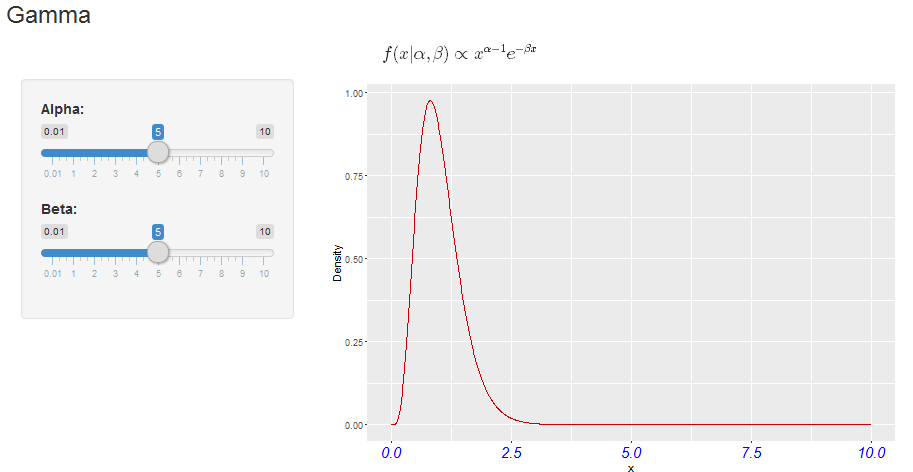 Gamma
f(x|α, β) ∝ x^{α−1}e^{−βx}
Alpha:
0.01 5 10
0.01 1 2 3 4 5 6 7 8 9 10
Beta:
0.01 5 10
0.01 1 2 3 4 5 6 7 8 9 10
1.00
0.75
0.50
0.25
0.00
Density
0.0 2.5 5.0 7.5 10.0
x